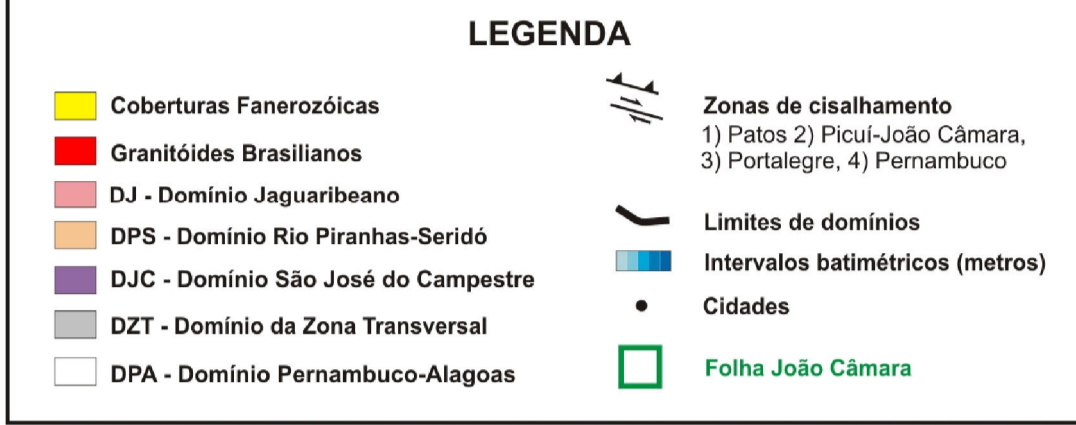 LEGENDA
Coberturas Fanerozóicas
Granitóides Brasilianos
DJ - Domínio Jaguaribeano
DPS - Domínio Rio Piranhas-Seridó
DJC - Domínio São José do Campestre
DZT - Domínio da Zona Transversal
DPA - Domínio Pernambuco-Alagoas
Zonas de cisalhamento
1) Patos 2) Picuí-João Câmara,
3) Portalegre, 4) Pernambuco
Limites de domínios
Intervalos batimétricos (metros)
Cidades
Folha João Câmara